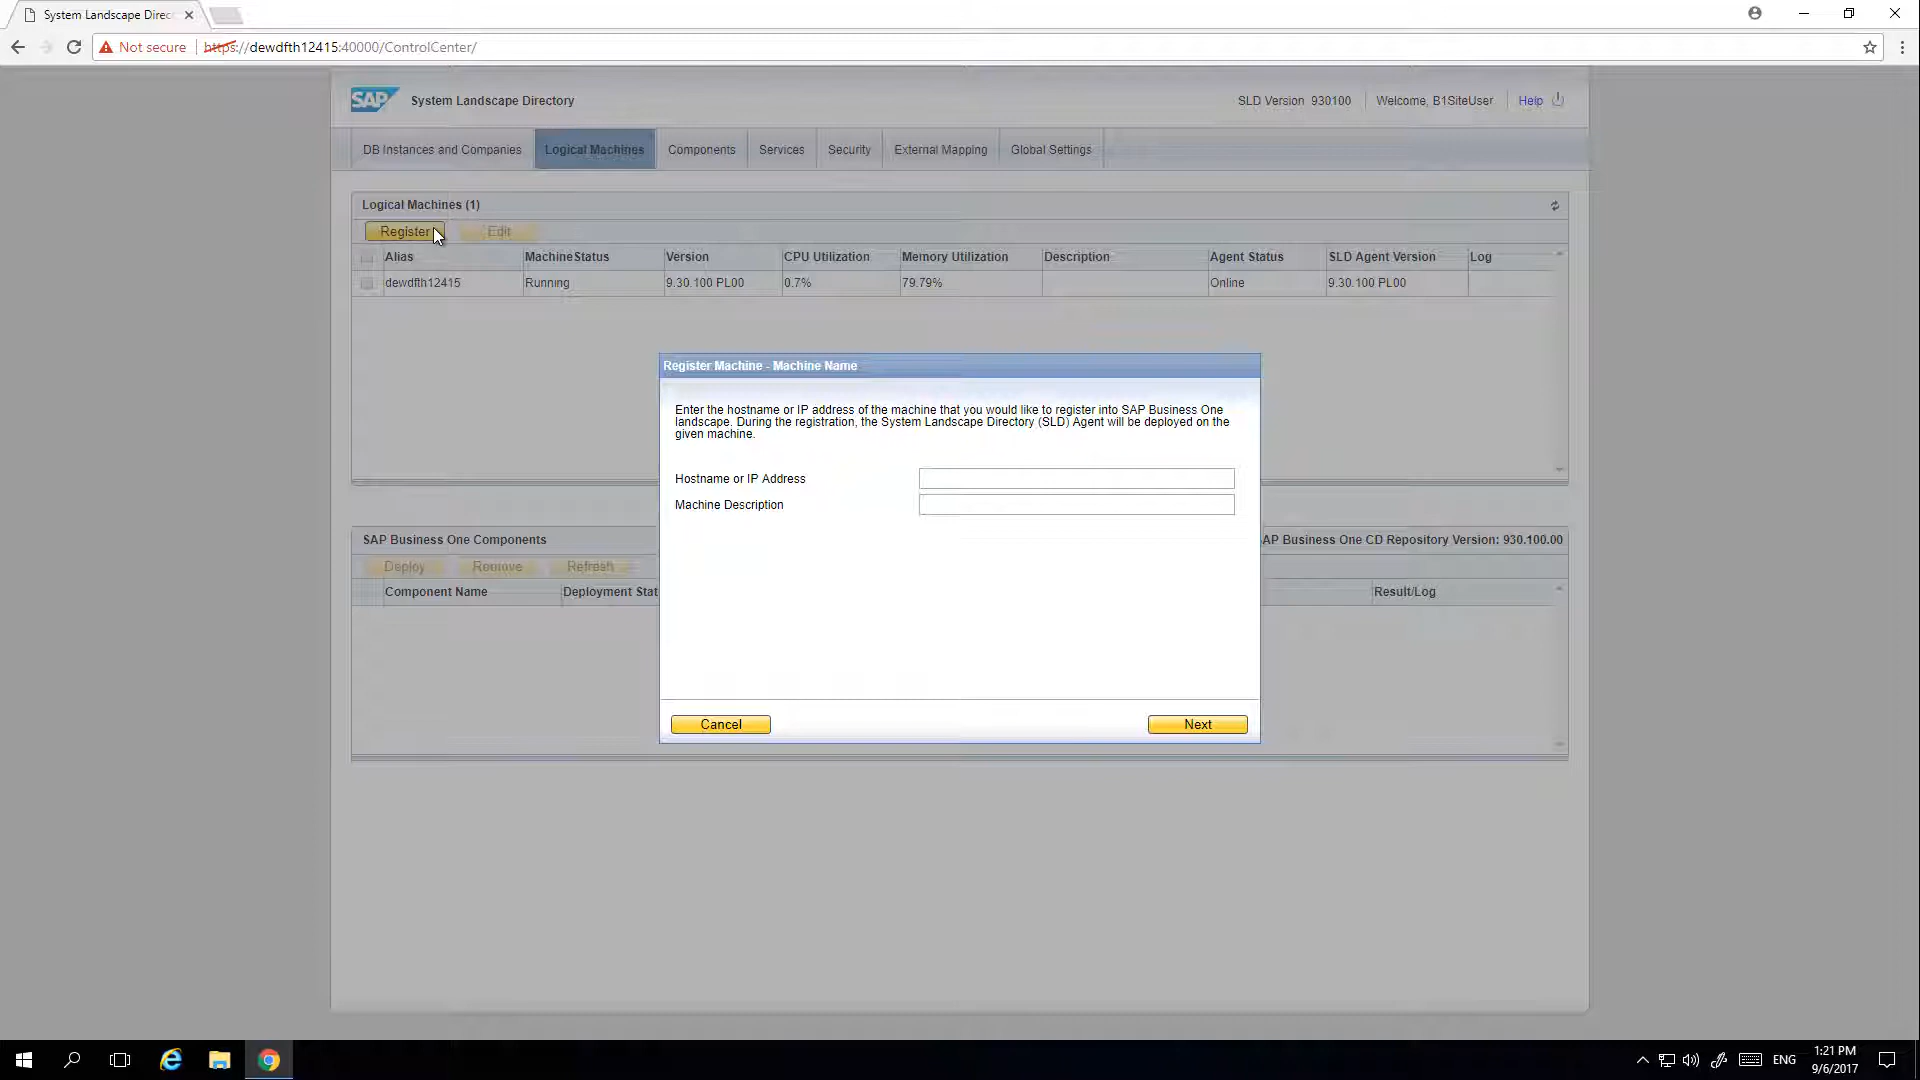 System Landscape Direc
Not secure https://dewdfth12415:40000/ControlCenter/
SAP System Landscape Directory SLD Version 930100 Welcome, B1SiteUser Help
DB Instances and Companies Logical Machines Components Services Security External Mapping Global Settings
Logical Machines (1)
Register Edit
Alias MachineStatus Version CPU Utilization Memory Utilization Description Agent Status SLD Agent Version Log
dewdfth12415 Running 9.30.100 PL00 0.7% 79.79% Online 9.30.100 PL00
Register Machine - Machine Name
Enter the hostname or IP address of the machine that you would like to register into SAP Business One
landscape. During the registration, the System Landscape Directory (SLD) Agent will be deployed on the
given machine.
Hostname or IP Address
Machine Description
Cancel Next
SAP Business One Components AP Business One CD Repository Version: 930.100.00
Deploy Remove Refresh
Component Name Deployment Stat Result/Log
ENG 1:21 PM
9/6/2017